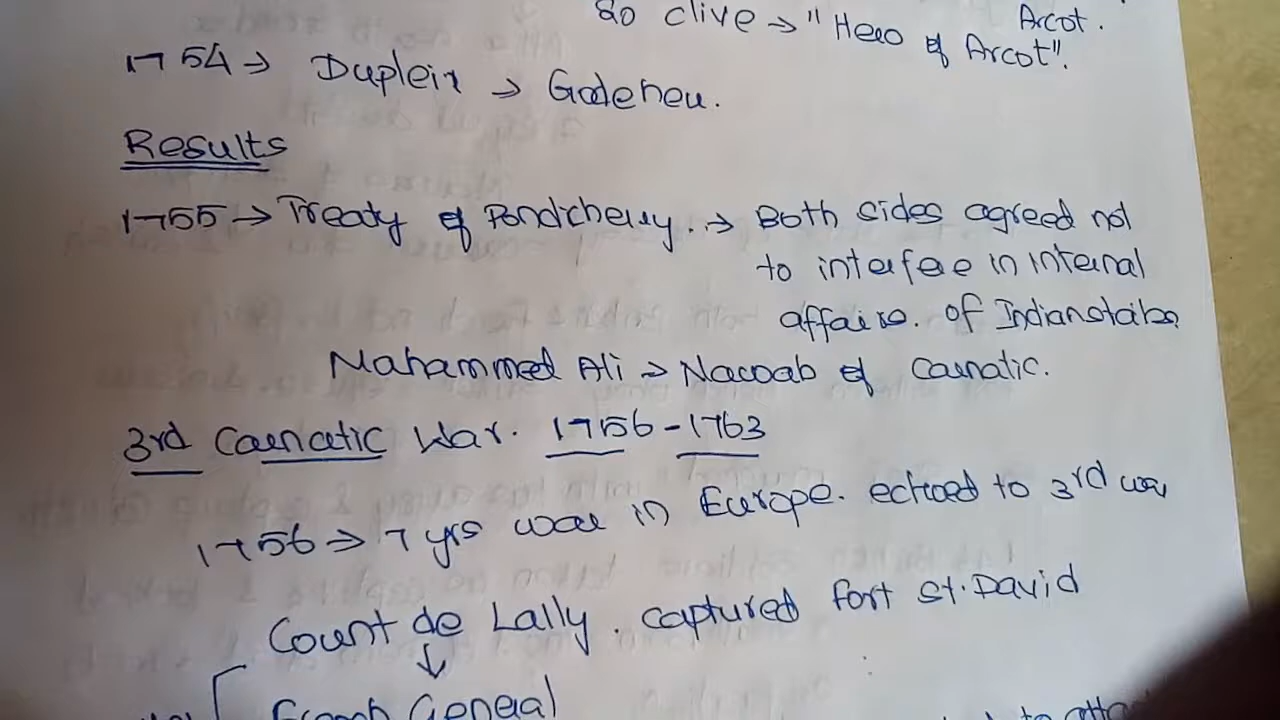 so clive → "Hero of Arcot".
Arcot.
1754 → Dupleix → Godeheu.
Results
1755 → Treaty of Pondicherry. → Both sides agreed not
to interfere in internal
affairs. of Indian states
Mahammed Ali → Nawab of Carnatic.
3rd Carnatic War. 1756-1763
1756 → 7 yrs war in Europe. echoed to 3rd war
Count de Lally. captured fort St. David
↓
French General
to